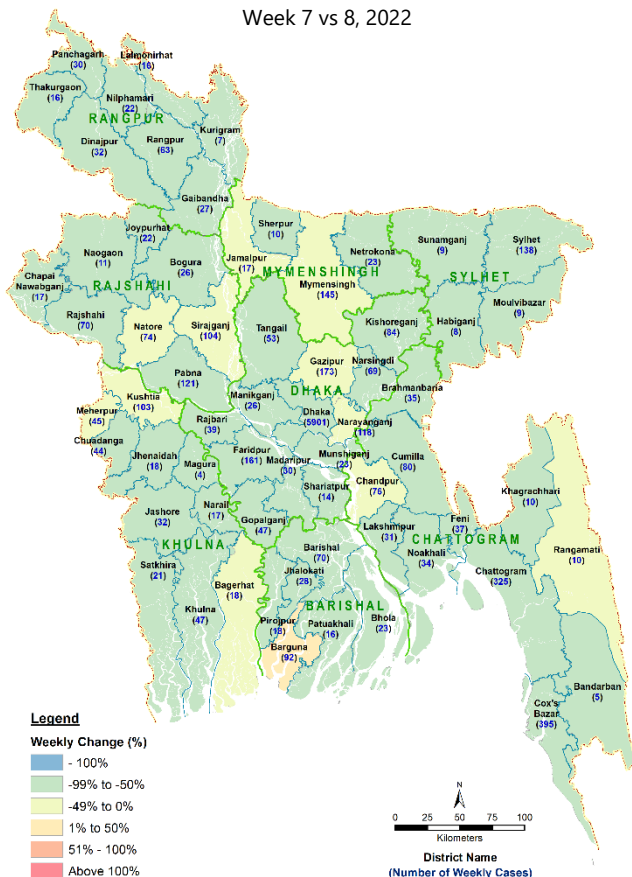 Week 7 vs 8, 2022
Panchagarh
(30)
Lalmonirhat
(16)
Thakurgaon
(16)
Nilphamari
(22)
RANGPUR
Kurigram
(7)
Dinajpur
(32)
Rangpur
(63)
Gaibandha
(27)
Joypurhat
(22)
Sherpur
(10)
Naogaon
(11)
Bogura
(26)
Jamalpur
(17)
MYMENSHINGH
Netrokona
(23)
Sunamganj
(9)
Sylhet
(138)
SYLHET
Chapai
Nawabganj
(17)
RAJSHAHI
Mymensingh
(145)
Moulvibazar
(9)
Rajshahi
(70)
Natore
(74)
Sirajganj
(104)
Tangail
(53)
Kishoreganj
(84)
Habiganj
(8)
Gazipur
(173)
Narsingdi
(69)
Pabna
(121)
DHAKA
Brahmanbaria
(35)
Kushtia
(103)
Manikganj
(26)
Meherpur
(45)
Dhaka
(5901)
Narayanganj
(118)
Chuadanga
(44)
Rajbari
(39)
Jhenaidah
(18)
Magura
(4)
Faridpur
(161)
Madaripur
(30)
Munshiganj
(23)
Cumilla
(80)
Chandpur
(76)
Shariatpur
(14)
Khagrachhari
(10)
Jashore
(32)
Narail
(17)
Gopalganj
(47)
Lakshmipur
(31)
Feni
(37)
CHATTOGRAM
Rangamati
(10)
KHULNA
Barishal
(70)
Noakhali
(34)
Chattogram
(325)
Satkhira
(21)
Bagerhat
(18)
Jhalokati
(28)
Khulna
(47)
BARISHAL
Pirojpur
(18)
Patuakhali
(16)
Bhola
(23)
Barguna
(92)
Bandarban
(5)
Cox's
Bazar
(395)
Legend
Weekly Change (%)
- 100%
-99% to -50%
-49% to 0%
1% to 50%
51% - 100%
Above 100%
N
0 25 50 75 100
Kilometers
District Name
(Number of Weekly Cases)